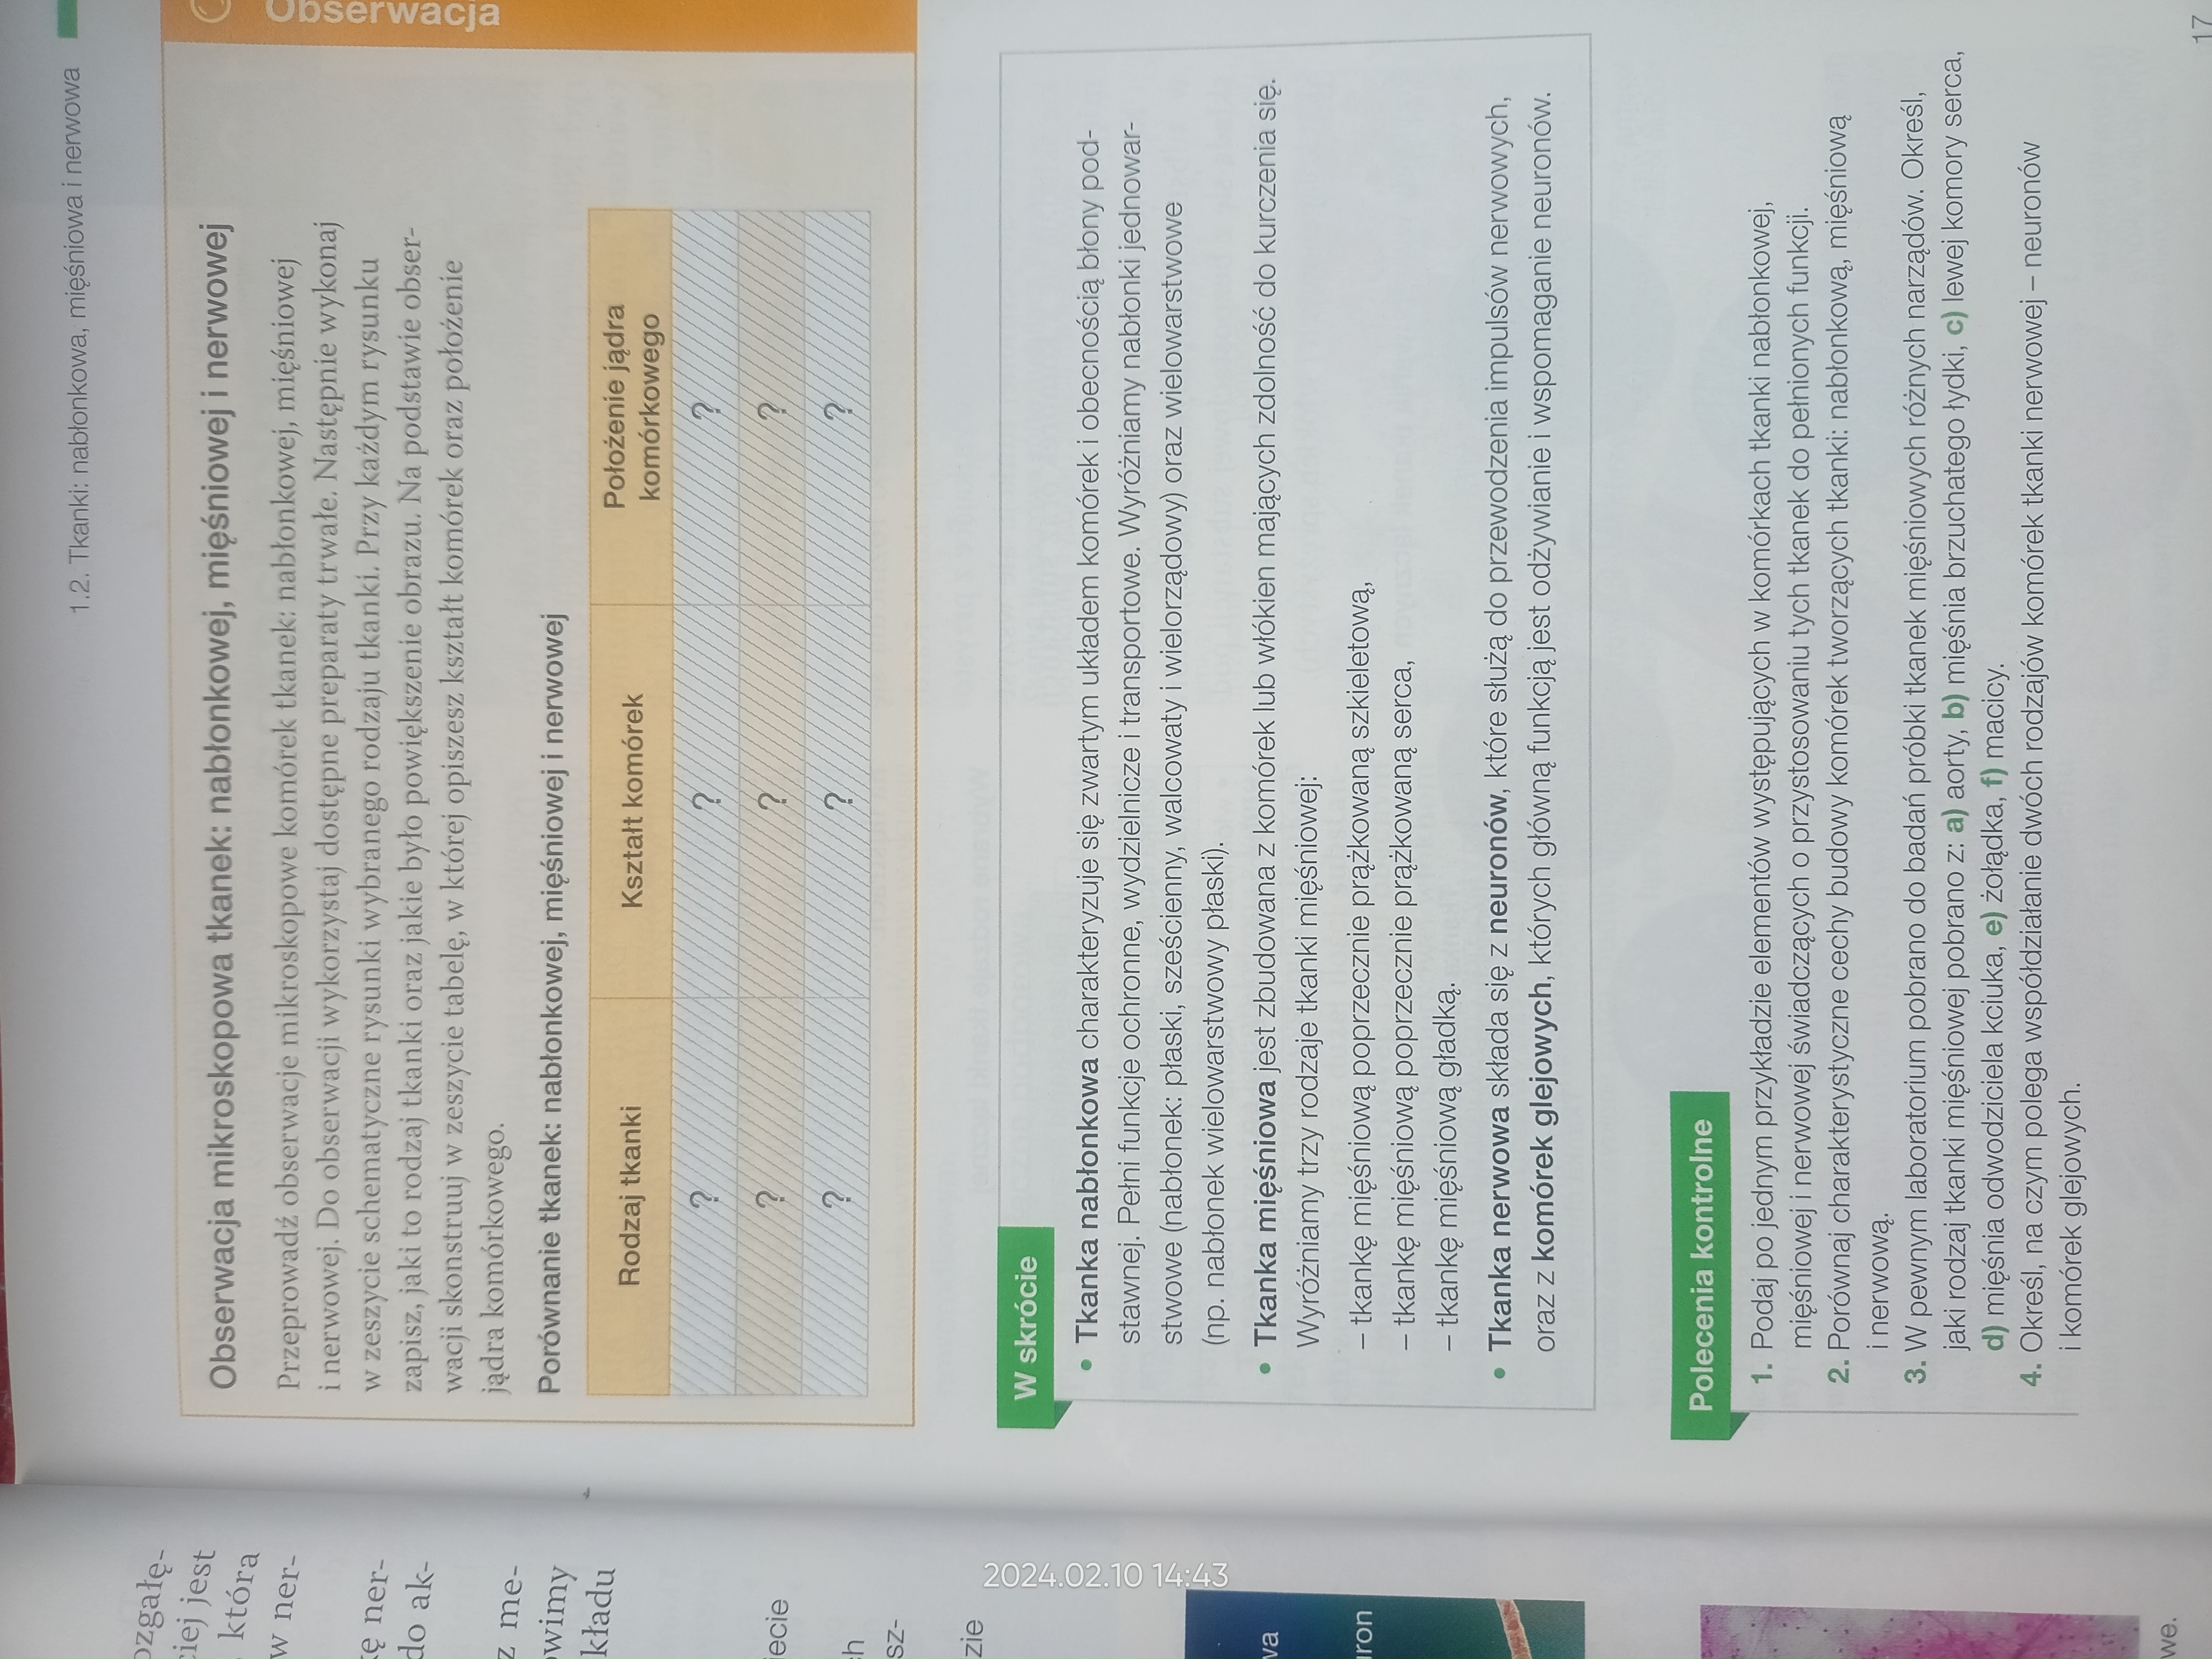 1.2. Tkanki: nabłonkowa, mięśniowa i nerwowa
ciej jest
która
w ner-
ner-
do ak-
z me-
2024.02.10 14:43
Obserwacja
Obserwacja mikroskopowa tkanek: nabłonkowej, mięśniowej i nerwowej
Przeprowadź obserwacje mikroskopowe komórek tkanek: nabłonkowej, mięśniowej
i nerwowej. Do obserwacji wykorzystaj dostępne preparaty trwałe. Następnie wykonaj
w zeszycie schematyczne rysunki wybranego rodzaju tkanki. Przy każdym rysunku
zapisz, jaki to rodzaj tkanki oraz jakie było powiększenie obrazu. Na podstawie obser-
wacji skonstruuj w zeszycie tabelę, w której opiszesz kształt komórek oraz położenie
jądra komórkowego.
Porównanie tkanek: nabłonkowej, mięśniowej i nerwowej
Rodzaj tkanki Kształt komórek Położenie jądra
komórkowego
? ? ?
? ? ?
? ? ?
W skrócie
• Tkanka nabłonkowa charakteryzuje się zwartym układem komórek i obecnością błony pod-
stawnej. Pełni funkcje ochronne, wydzielnicze i transportowe. Wyróżniamy nabłonki jednowar-
stwowe (nabłonek: płaski, sześcienny, walcowaty i wielorządowy) oraz wielowarstwowe
(np. nabłonek wielowarstwowy płaski).
• Tkanka mięśniowa jest zbudowana z komórek lub włókien mających zdolność do kurczenia się.
Wyróżniamy trzy rodzaje tkanki mięśniowej:
– tkankę mięśniową poprzecznie prążkowaną szkieletową,
– tkankę mięśniową poprzecznie prążkowaną serca,
– tkankę mięśniową gładką.
• Tkanka nerwowa składa się z neuronów, które służą do przewodzenia impulsów nerwowych,
oraz z komórek glejowych, których główną funkcją jest odżywianie i wspomaganie neuronów.
Polecenia kontrolne
1. Podaj po jednym przykładzie elementów występujących w komórkach tkanki nabłonkowej,
mięśniowej i nerwowej świadczących o przystosowaniu tych tkanek do pełnionych funkcji.
2. Porównaj charakterystyczne cechy budowy komórek tworzących tkanki: nabłonkową, mięśniową
i nerwową.
3. W pewnym laboratorium pobrano do badań próbki tkanek mięśniowych różnych narządów. Określ,
jaki rodzaj tkanki mięśniowej pobrano z: a) aorty, b) mięśnia brzuchatego łydki, c) lewej komory serca,
d) mięśnia odwodziciela kciuka, e) żołądka, f) macicy.
4. Określ, na czym polega współdziałanie dwóch rodzajów komórek tkanki nerwowej – neuronów
i komórek glejowych.
17